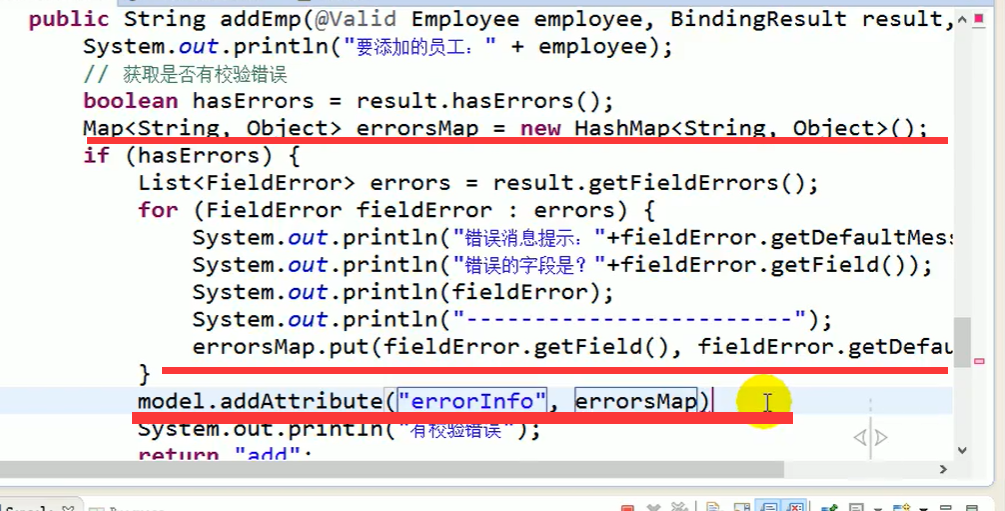 public String addEmp(@Valid Employee employee, BindingResult result,
System.out.println("要添加的员工：" + employee);
// 获取是否有校验错误
boolean hasErrors = result.hasErrors();
Map<String, Object> errorsMap = new HashMap<String, Object>();
if (hasErrors) {
List<FieldError> errors = result.getFieldErrors();
for (FieldError fieldError : errors) {
System.out.println("错误消息提示："+fieldError.getDefaultMess
System.out.println("错误的字段是？"+fieldError.getField());
System.out.println(fieldError);
System.out.println("------------------------");
errorsMap.put(fieldError.getField(), fieldError.getDefau
}
model.addAttribute("errorInfo", errorsMap)
System.out.println("有校验错误");
return "add";